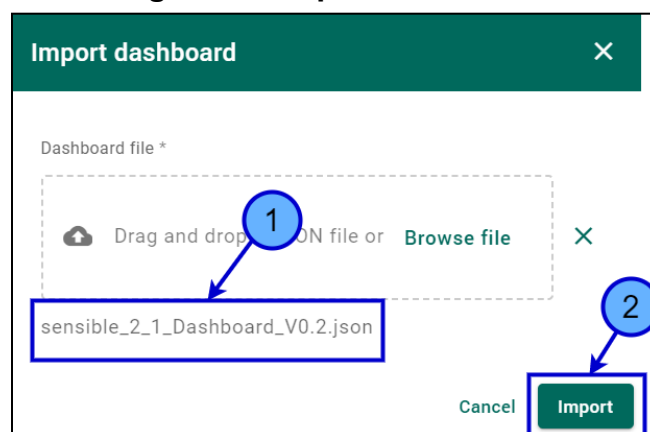 Import dashboard
Dashboard file *
1
Drag and drop ON file or Browse file
sensible_2_1_Dashboard_V0.2.json
2
Cancel Import